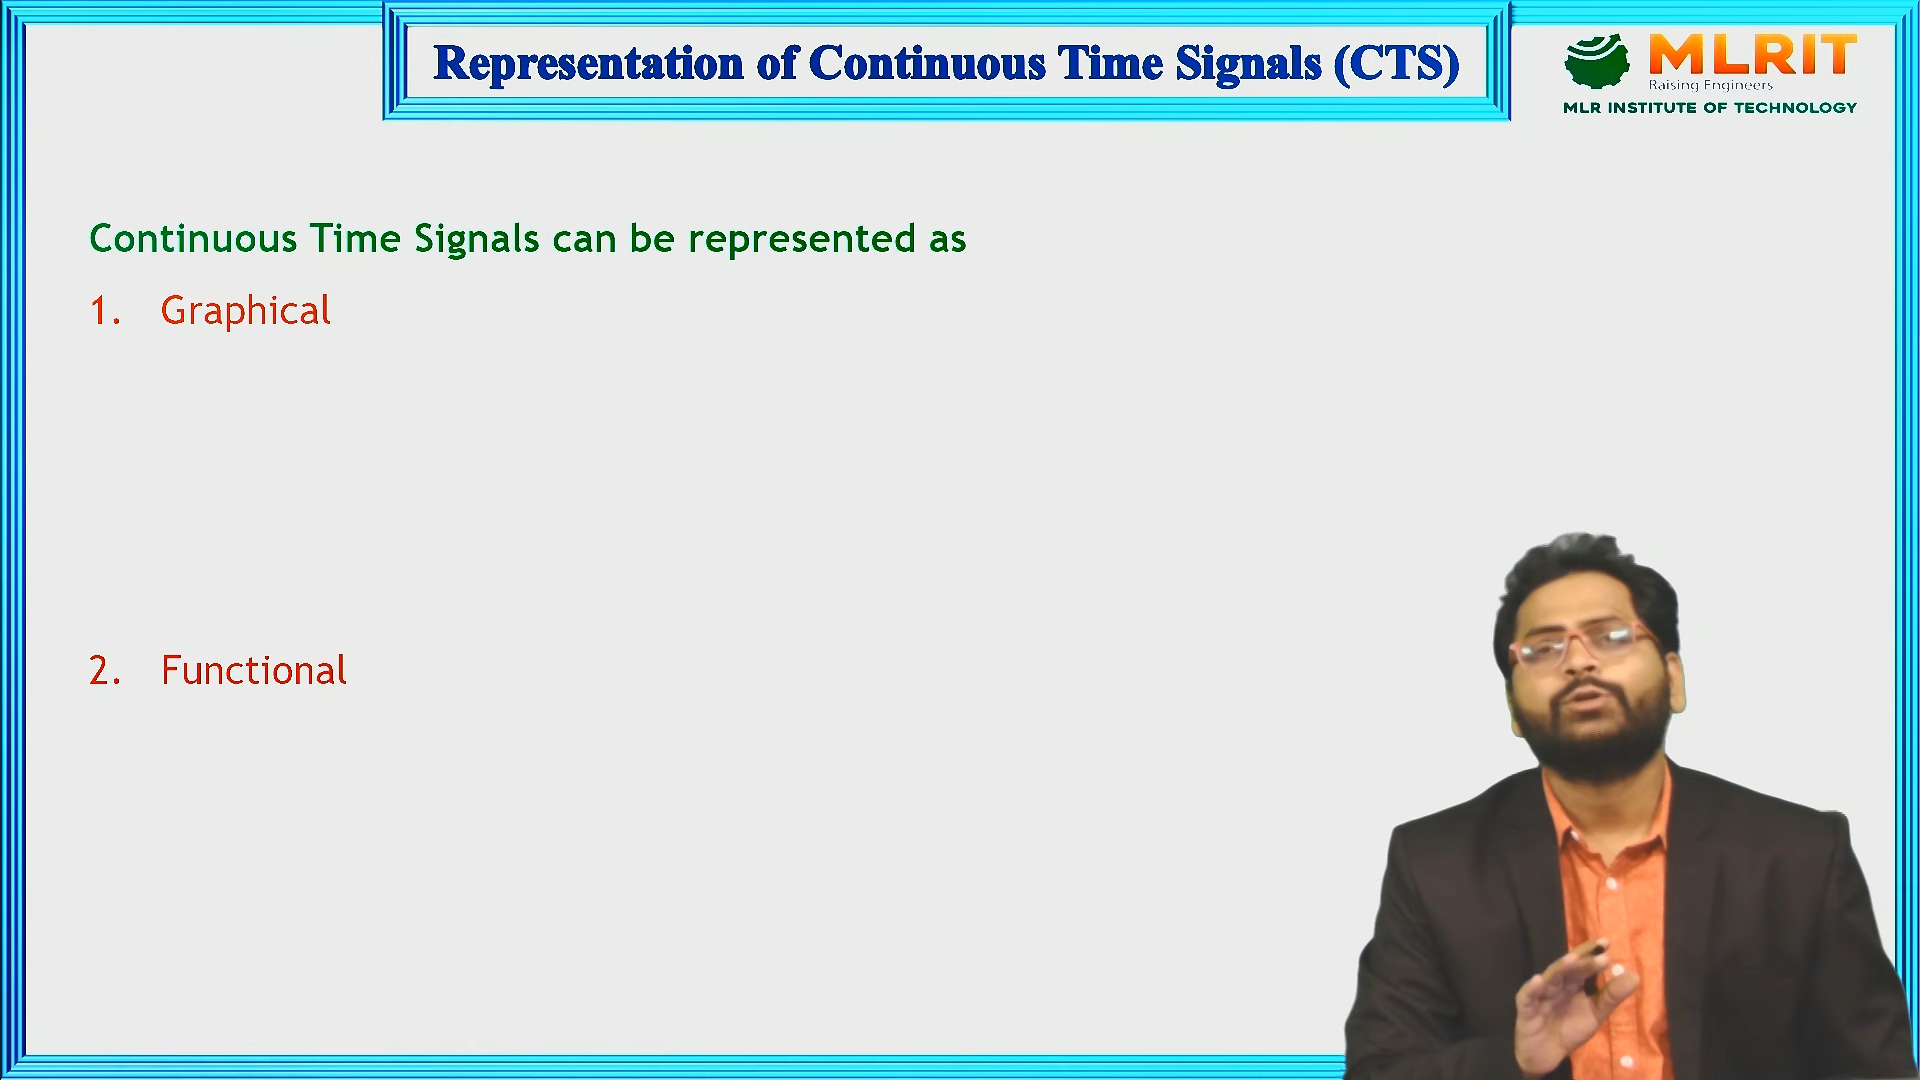 Representation of Continuous Time Signals (CTS)
MLRIT
Raising Engineers
MLR INSTITUTE OF TECHNOLOGY
Continuous Time Signals can be represented as
1. Graphical
2. Functional